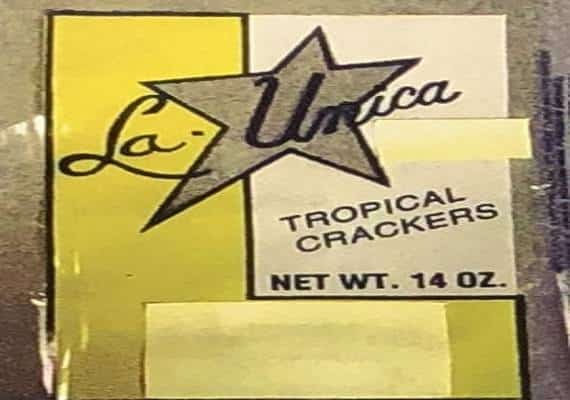 La Unica
TROPICAL
CRACKERS
NET WT. 14 OZ.